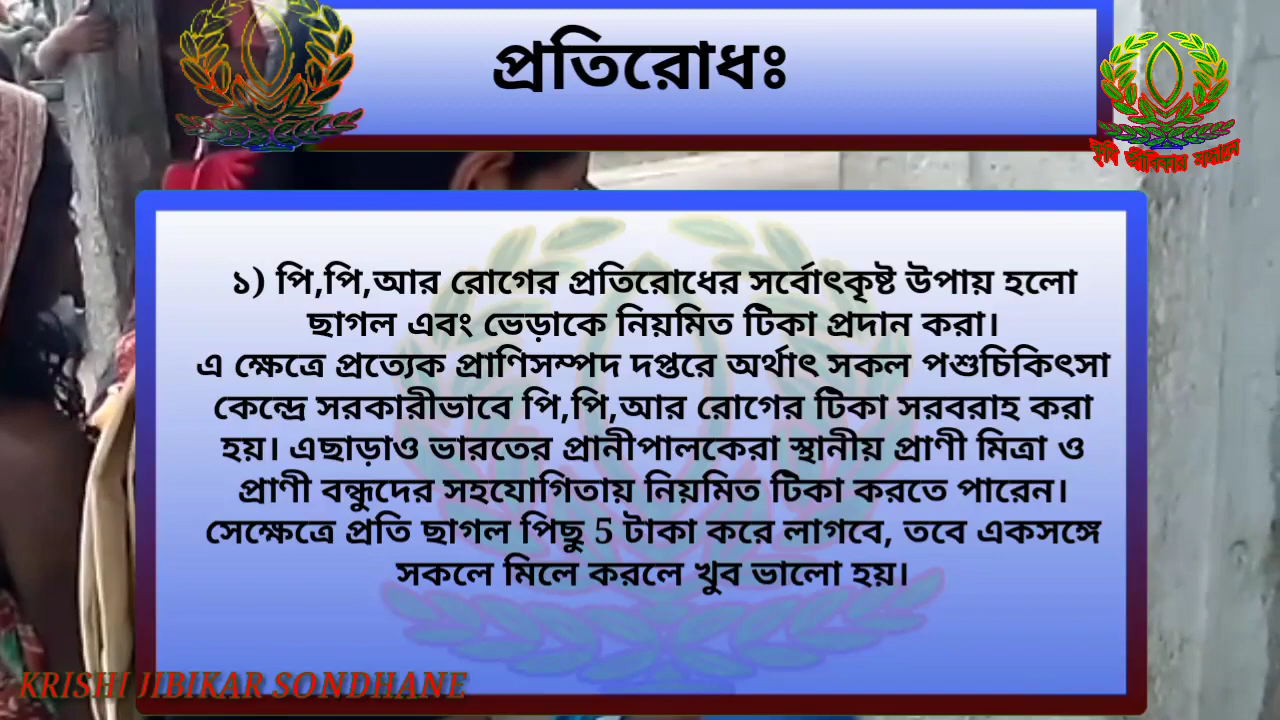 প্রতিরোধঃ
কৃষি জীবিকার সন্ধানে
১) পি,পি,আর রোগের প্রতিরোধের সর্বোৎকৃষ্ট উপায় হলো
ছাগল এবং ভেড়াকে নিয়মিত টিকা প্রদান করা।
এ ক্ষেত্রে প্রত্যেক প্রাণিসম্পদ দপ্তরে অর্থাৎ সকল পশুচিকিৎসা
কেন্দ্রে সরকারীভাবে পি,পি,আর রোগের টিকা সরবরাহ করা
হয়। এছাড়াও ভারতের প্রানীপালকেরা স্থানীয় প্রাণী মিত্রা ও
প্রাণী বন্ধুদের সহযোগিতায় নিয়মিত টিকা করতে পারেন।
সেক্ষেত্রে প্রতি ছাগল পিছু 5 টাকা করে লাগবে, তবে একসঙ্গে
সকলে মিলে করলে খুব ভালো হয়।
KRISHI JIBIKAR SONDHANE